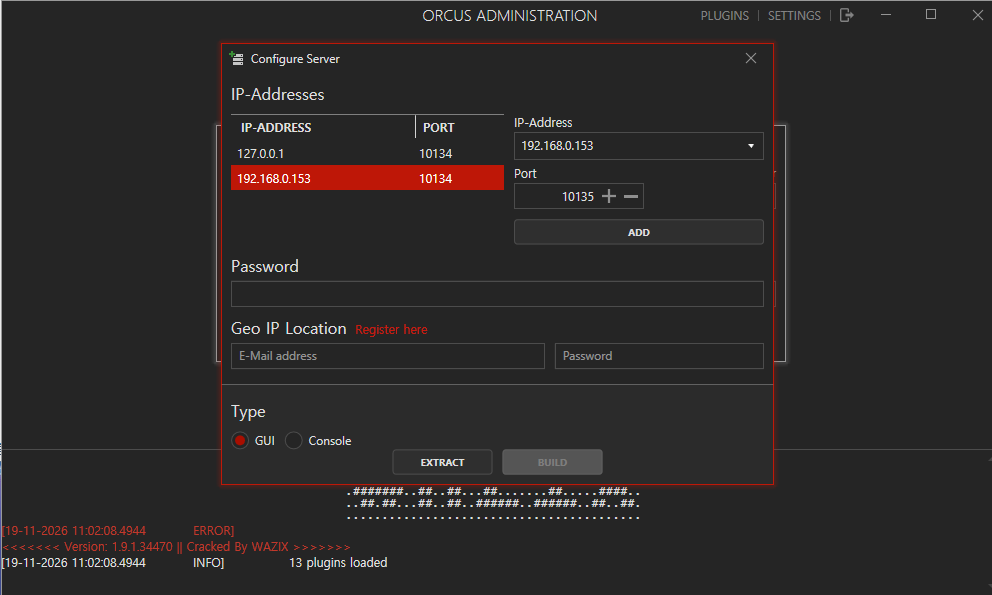 ORCUS ADMINISTRATION
PLUGINS | SETTINGS |
Configure Server
IP-Addresses
IP-ADDRESS PORT
127.0.0.1 10134
192.168.0.153 10134
IP-Address
192.168.0.153
Port
10135
ADD
Password
Geo IP Location Register here
E-Mail address Password
Type
GUI Console
EXTRACT BUILD
.#######..##..##...##.......##.....####..
..##.##...##..##..######..######..##..##.
.........................................
[19-11-2026 11:02:08.4944 ERROR]
<<<<<<< Version: 1.9.1.34470 || Cracked By WAZIX >>>>>>>
[19-11-2026 11:02:08.4944 INFO] 13 plugins loaded